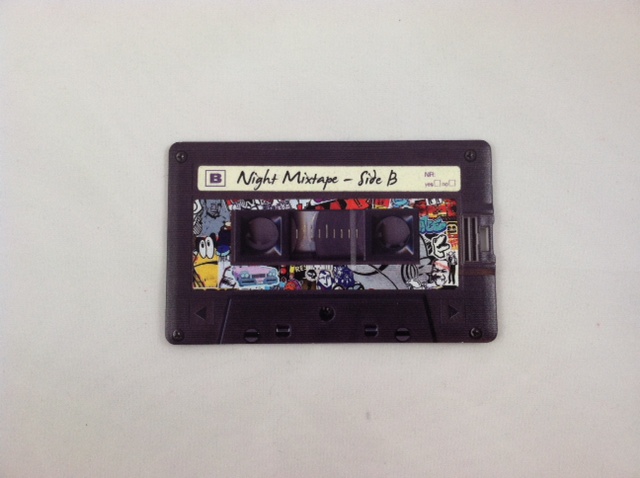 B Night Mixtape - Side B
NR:
yes no